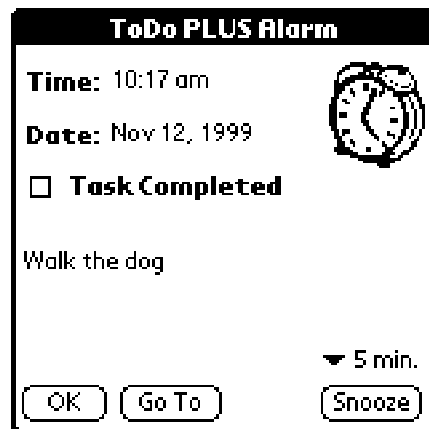 ToDo PLUS Alarm
Time: 10:17 am
Date: Nov 12, 1999
Task Completed
Walk the dog
5 min.
OK Go To Snooze